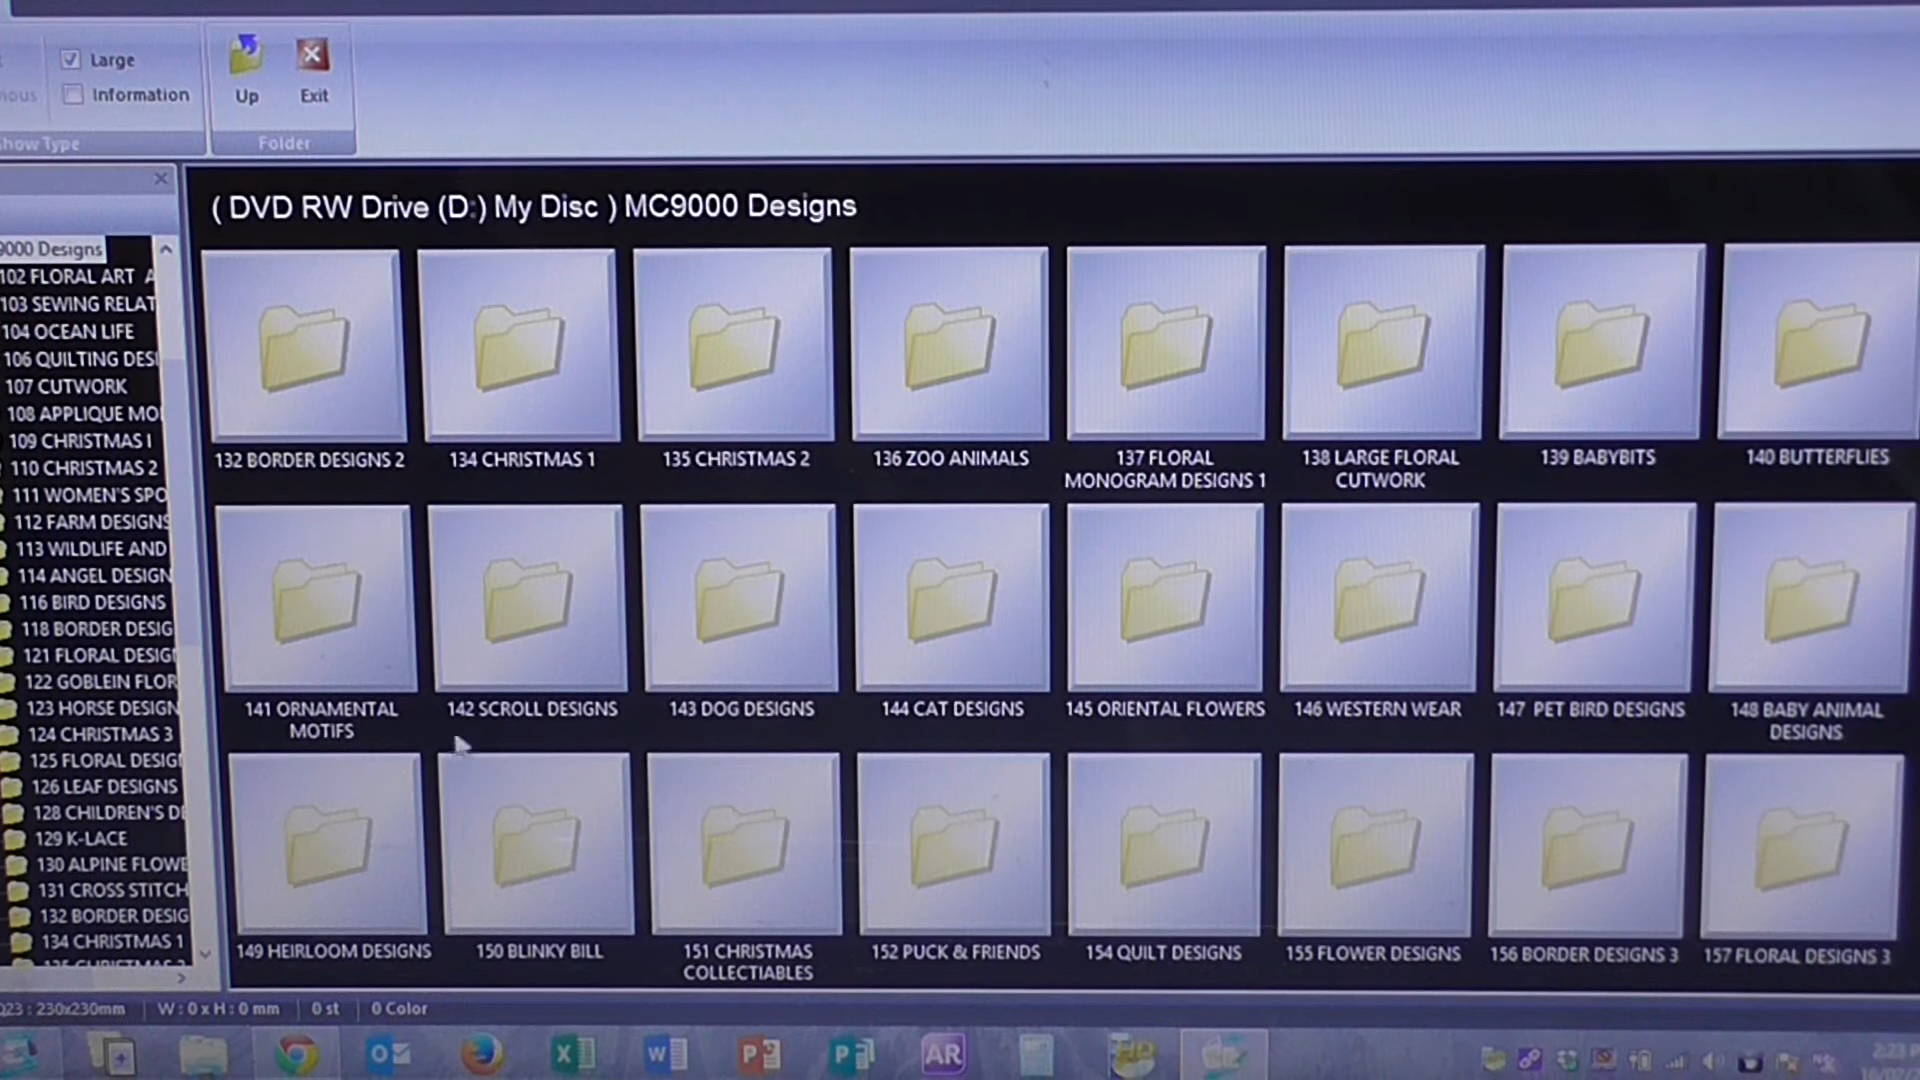 Large
Information
Up
Exit
Show Type
Folder
( DVD RW Drive (D:) My Disc ) MC9000 Designs
9000 Designs
102 FLORAL ART A
103 SEWING RELAT
104 OCEAN LIFE
106 QUILTING DESI
107 CUTWORK
108 APPLIQUE MO
109 CHRISTMAS I
110 CHRISTMAS 2
111 WOMEN'S SPO
112 FARM DESIGNS
113 WILDLIFE AND
114 ANGEL DESIGN
116 BIRD DESIGNS
118 BORDER DESIG
121 FLORAL DESIG
122 GOBLEIN FLOR
123 HORSE DESIGN
124 CHRISTMAS 3
125 FLORAL DESIG
126 LEAF DESIGNS
128 CHILDREN'S DE
129 K-LACE
130 ALPINE FLOWE
131 CROSS STITCH
132 BORDER DESIG
134 CHRISTMAS 1
135 CHRISTMAS 2
132 BORDER DESIGNS 2
134 CHRISTMAS 1
135 CHRISTMAS 2
136 ZOO ANIMALS
137 FLORAL
MONOGRAM DESIGNS 1
138 LARGE FLORAL
CUTWORK
139 BABYBITS
140 BUTTERFLIES
141 ORNAMENTAL
MOTIFS
142 SCROLL DESIGNS
143 DOG DESIGNS
144 CAT DESIGNS
145 ORIENTAL FLOWERS
146 WESTERN WEAR
147 PET BIRD DESIGNS
148 BABY ANIMAL
DESIGNS
149 HEIRLOOM DESIGNS
150 BLINKY BILL
151 CHRISTMAS
COLLECTIABLES
152 PUCK & FRIENDS
154 QUILT DESIGNS
155 FLOWER DESIGNS
156 BORDER DESIGNS 3
157 FLORAL DESIGNS 3
Q23 : 230x230mm
W : 0 x H : 0 mm
0 st
0 Color
AR
2:23 P